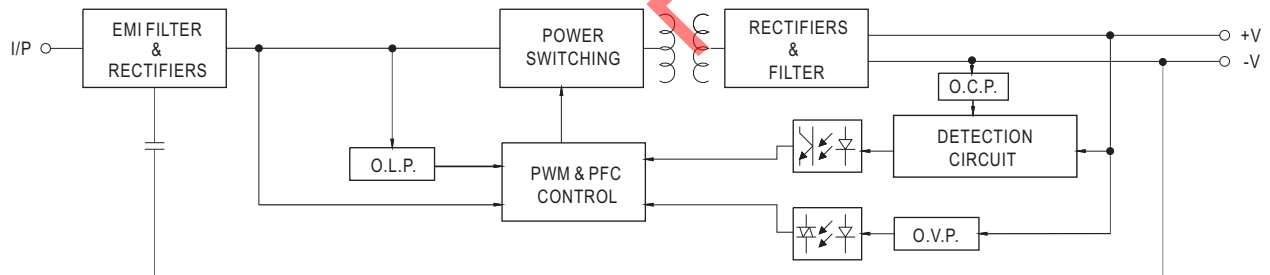 I/P
EMI FILTER
&
RECTIFIERS
POWER
SWITCHING
RECTIFIERS
&
FILTER
+V
-V
O.C.P.
DETECTION
CIRCUIT
O.L.P.
PWM & PFC
CONTROL
O.V.P.